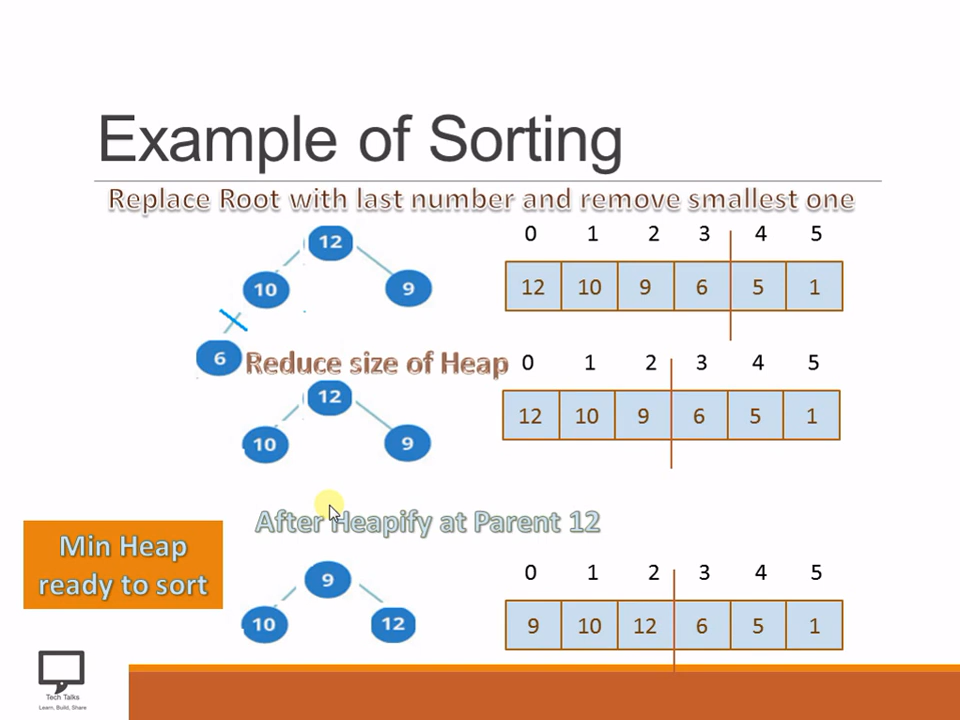 Example of Sorting
Replace Root with last number and remove smallest one
0 1 2 3 4 5
12
10 9
12 10 9 6 5 1
6
Reduce size of Heap
0 1 2 3 4 5
12
10 9
12 10 9 6 5 1
After Heapify at Parent 12
Min Heap
ready to sort
0 1 2 3 4 5
9
10 12
9 10 12 6 5 1
Tech Talks
Learn, Build, Share